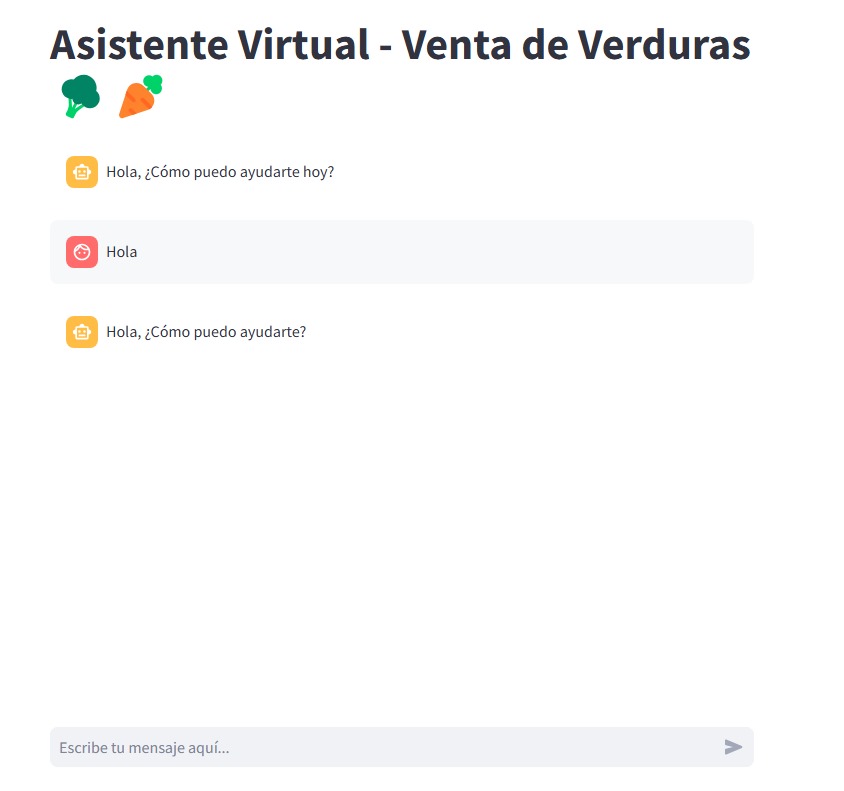 Asistente Virtual - Venta de Verduras
Hola, ¿Cómo puedo ayudarte hoy?
Hola
Hola, ¿Cómo puedo ayudarte?
Escribe tu mensaje aquí...